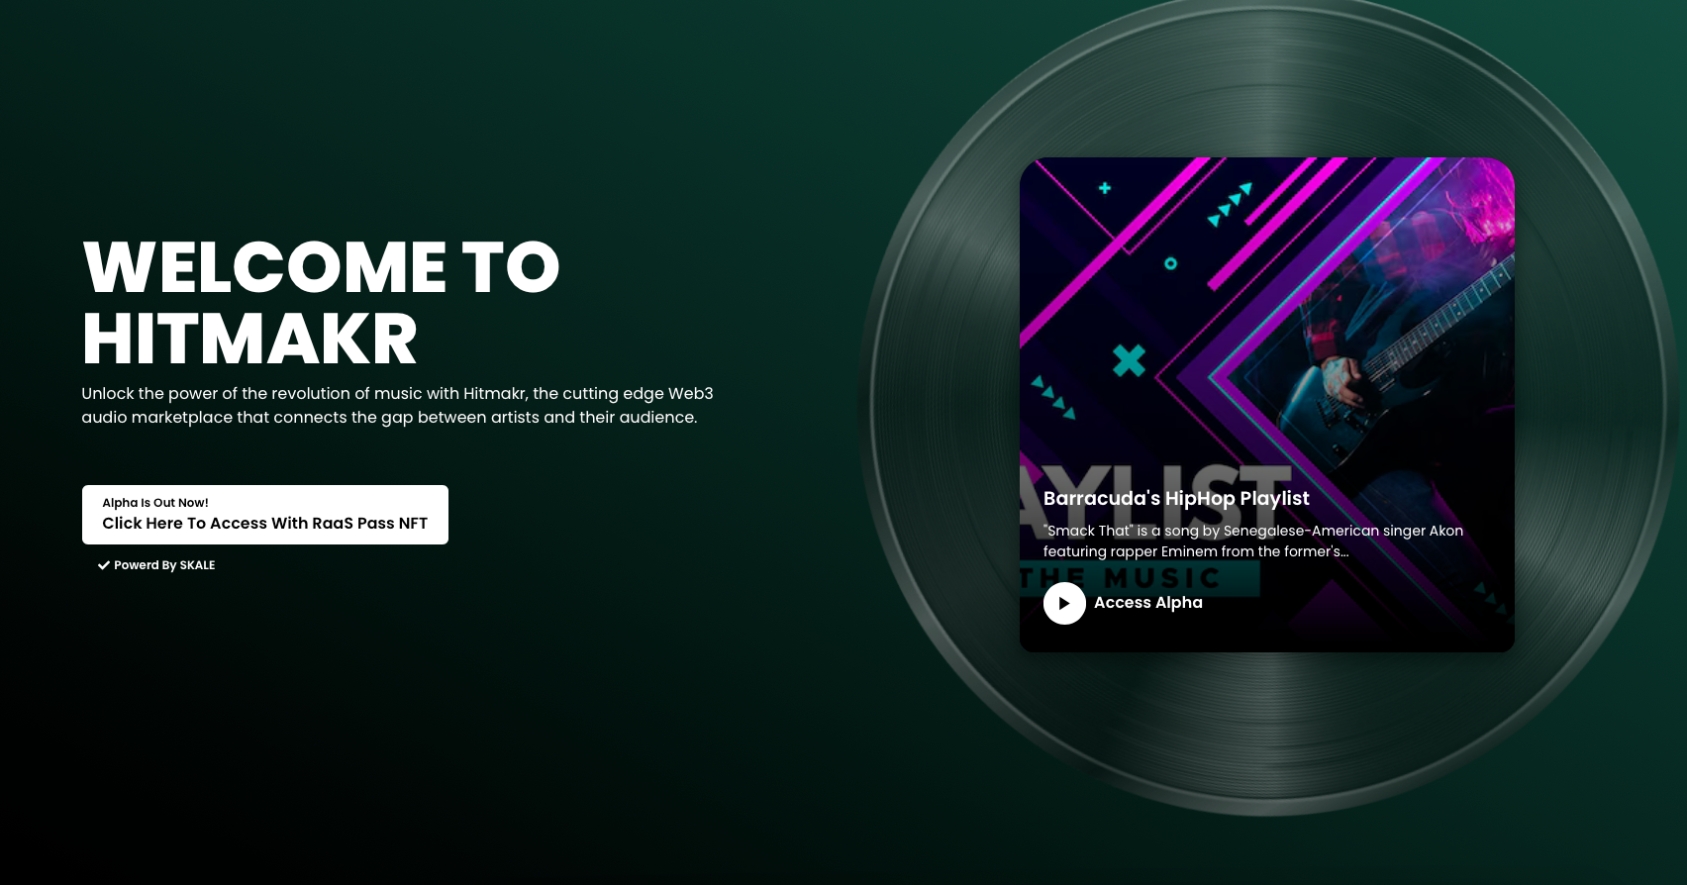 WELCOME TO
HITMAKR
Unlock the power of the revolution of music with Hitmakr, the cutting edge Web3
audio marketplace that connects the gap between artists and their audience.
Alpha Is Out Now!
Click Here To Access With RaaS Pass NFT
Powerd By SKALE
AYLIST
Barracuda's HipHop Playlist
"Smack That" is a song by Senegalese-American singer Akon
featuring rapper Eminem from the former's...
THE MUSIC
Access Alpha